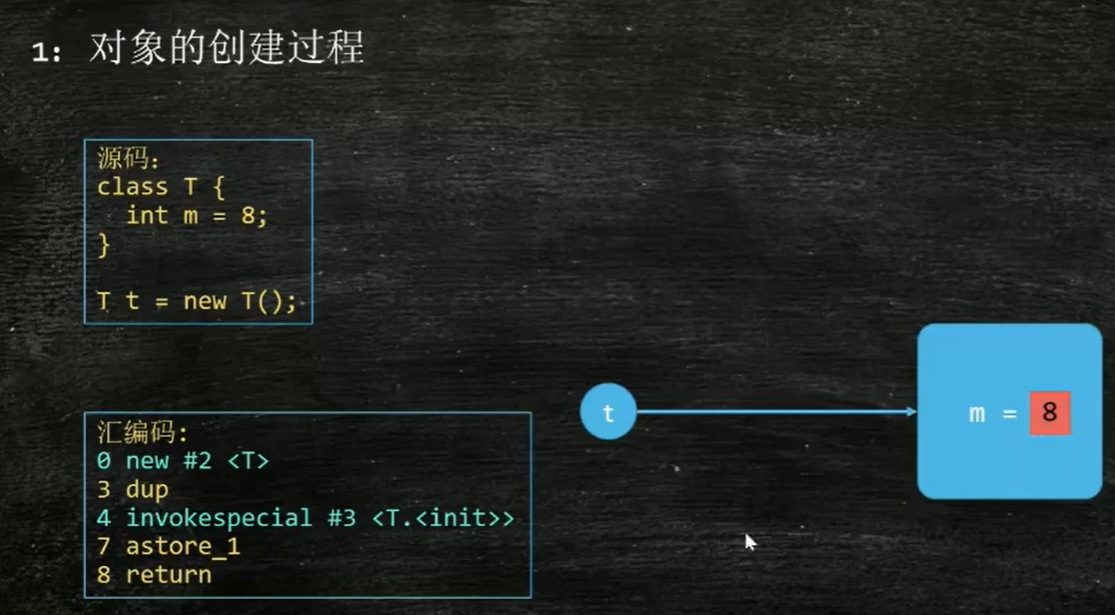 1: 对象的创建过程
源码:
class T {
  int m = 8;
}
T t = new T();
汇编码:
0 new #2 <T>
3 dup
4 invokespecial #3 <T.<init>>
7 astore_1
8 return
t
m = 8